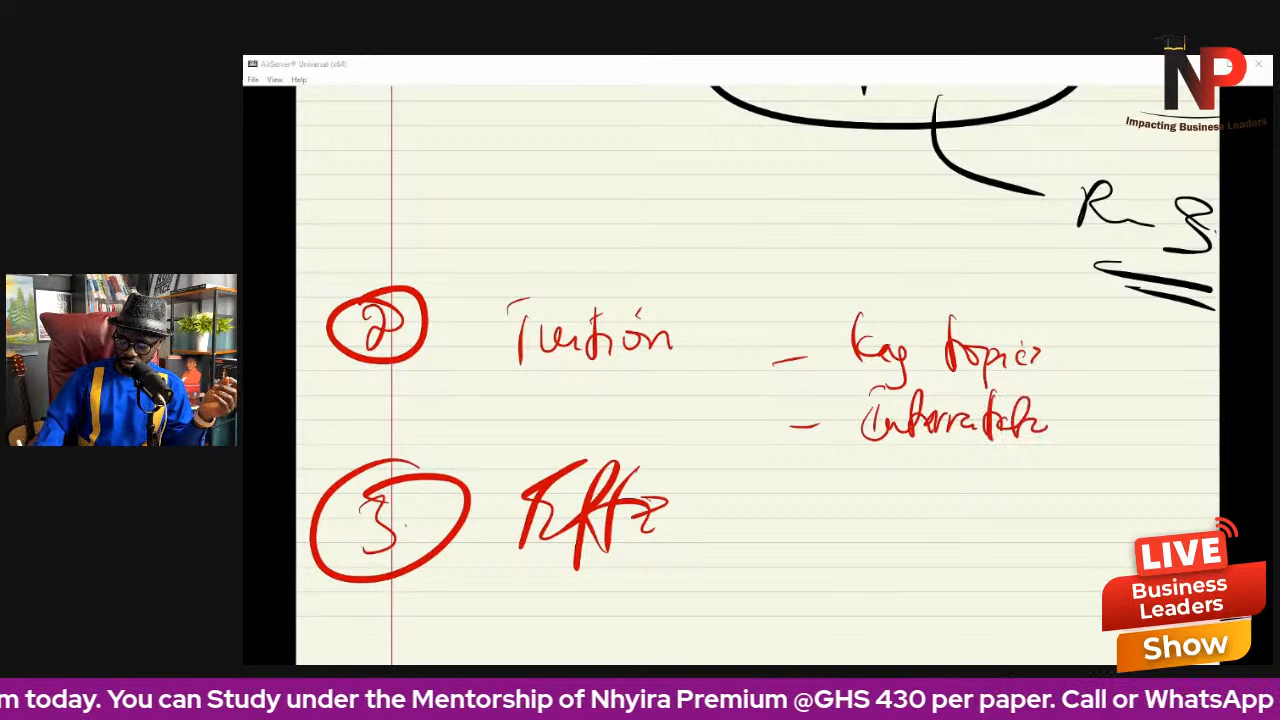 AirServer® Universal (x64)
File View Help
NP
Impacting Business Leaders
2 Tuition - Key topics
-
3
LIVE
Business
Leaders
Show
m today. You can Study under the Mentorship of Nhyira Premium @GHS 430 per paper. Call or WhatsApp